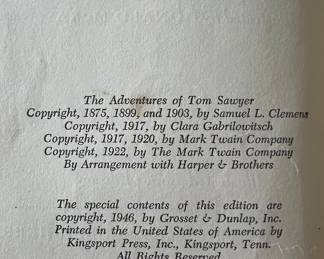 The Adventures of Tom Sawyer
Copyright, 1875, 1899, and 1903, by Samuel L. Clemens
Copyright, 1917, by Clara Gabrilowitsch
Copyright, 1917, 1920, by Mark Twain Company
Copyright, 1922, by The Mark Twain Company
By Arrangement with Harper & Brothers
The special contents of this edition are
copyright, 1946, by Grosset & Dunlap, Inc.
Printed in the United States of America by
Kingsport Press, Inc., Kingsport, Tenn.
All Rights Reserved